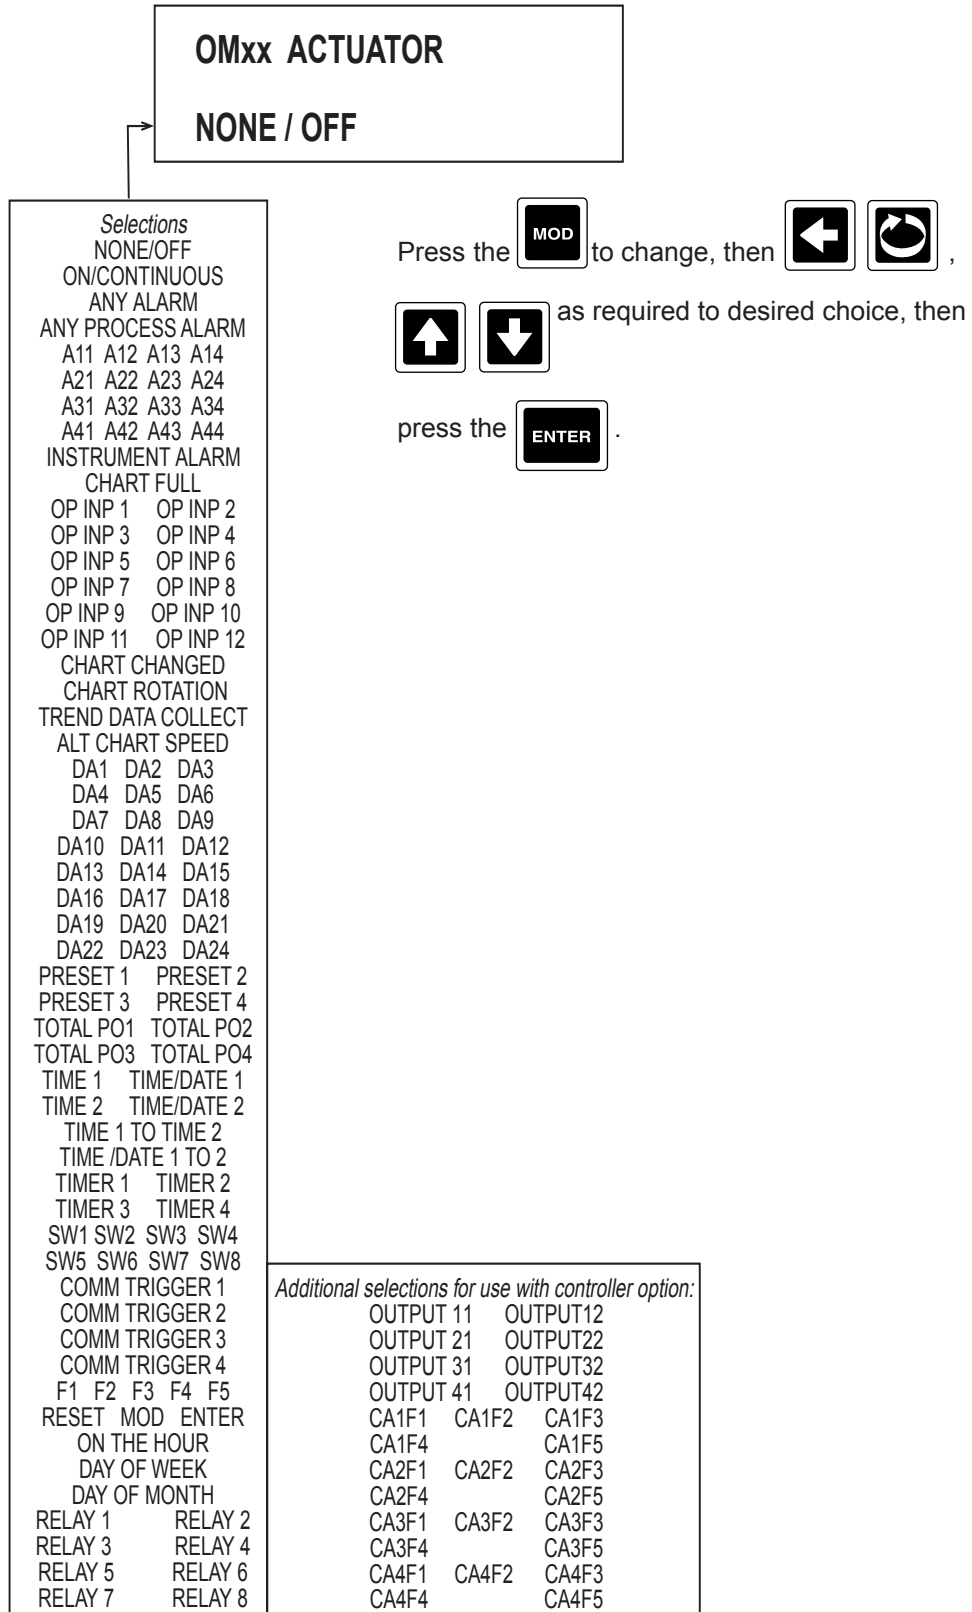 OMxx ACTUATOR
NONE / OFF
Selections
NONE/OFF
ON/CONTINUOUS
ANY ALARM
ANY PROCESS ALARM
A11 A12 A13 A14
A21 A22 A23 A24
A31 A32 A33 A34
A41 A42 A43 A44
INSTRUMENT ALARM
CHART FULL
OP INP 1 OP INP 2
OP INP 3 OP INP 4
OP INP 5 OP INP 6
OP INP 7 OP INP 8
OP INP 9 OP INP 10
OP INP 11 OP INP 12
CHART CHANGED
CHART ROTATION
TREND DATA COLLECT
ALT CHART SPEED
DA1 DA2 DA3
DA4 DA5 DA6
DA7 DA8 DA9
DA10 DA11 DA12
DA13 DA14 DA15
DA16 DA17 DA18
DA19 DA20 DA21
DA22 DA23 DA24
PRESET 1 PRESET 2
PRESET 3 PRESET 4
TOTAL PO1 TOTAL PO2
TOTAL PO3 TOTAL PO4
TIME 1 TIME/DATE 1
TIME 2 TIME/DATE 2
TIME 1 TO TIME 2
TIME /DATE 1 TO 2
TIMER 1 TIMER 2
TIMER 3 TIMER 4
SW1 SW2 SW3 SW4
SW5 SW6 SW7 SW8
COMM TRIGGER 1
COMM TRIGGER 2
COMM TRIGGER 3
COMM TRIGGER 4
F1 F2 F3 F4 F5
RESET MOD ENTER
ON THE HOUR
DAY OF WEEK
DAY OF MONTH
RELAY 1 RELAY 2
RELAY 3 RELAY 4
RELAY 5 RELAY 6
RELAY 7 RELAY 8
Press the MOD to change, then ,
as required to desired choice, then
press the ENTER .
Additional selections for use with controller option:
OUTPUT 11 OUTPUT12
OUTPUT 21 OUTPUT22
OUTPUT 31 OUTPUT32
OUTPUT 41 OUTPUT42
CA1F1 CA1F2 CA1F3
CA1F4 CA1F5
CA2F1 CA2F2 CA2F3
CA2F4 CA2F5
CA3F1 CA3F2 CA3F3
CA3F4 CA3F5
CA4F1 CA4F2 CA4F3
CA4F4 CA4F5